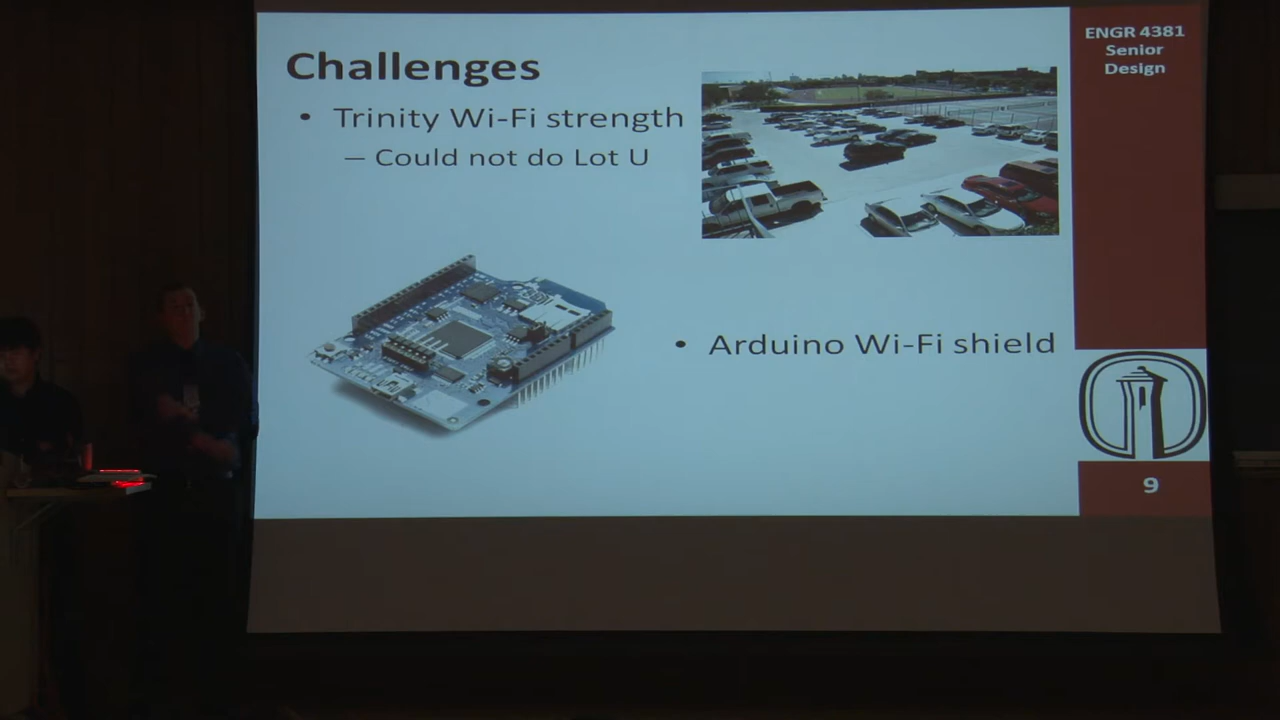 Challenges
• Trinity Wi-Fi strength
– Could not do Lot U
• Arduino Wi-Fi shield
ENGR 4381
Senior
Design
9